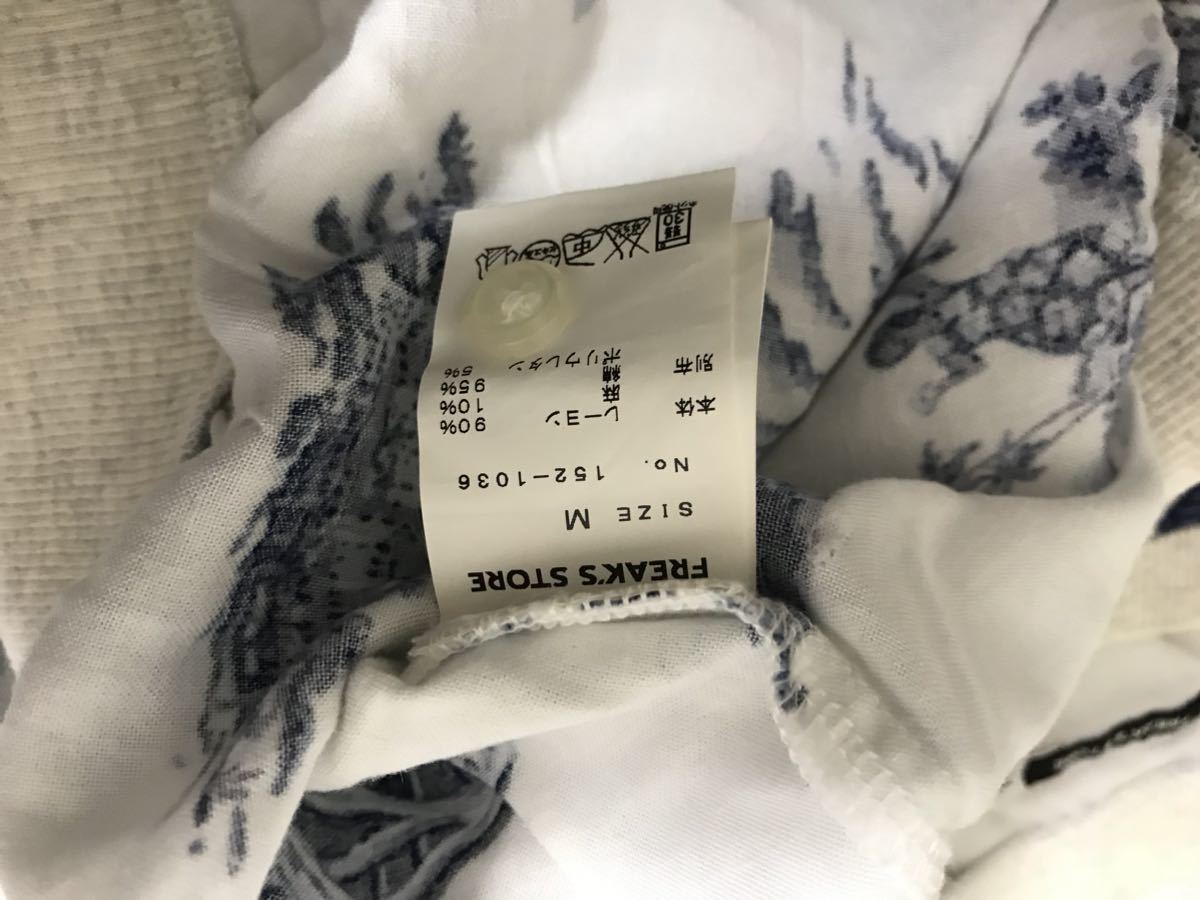 FREAK'S STORE
SIZE M
No. 152-1036
本体 レーヨン 90%
麻 10%
別布 綿 95%
ポリウレタン 5%
中
30